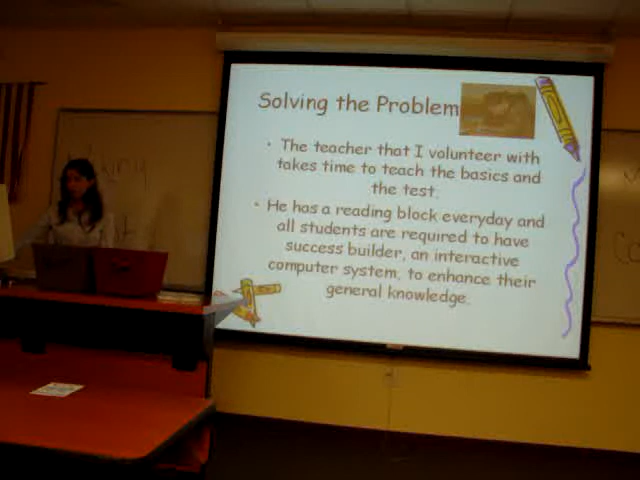 Solving the Problem
• The teacher that I volunteer with
takes time to teach the basics and
the test.
• He has a reading block everyday and
all students are required to have
success builder, an interactive
computer system, to enhance their
general knowledge.